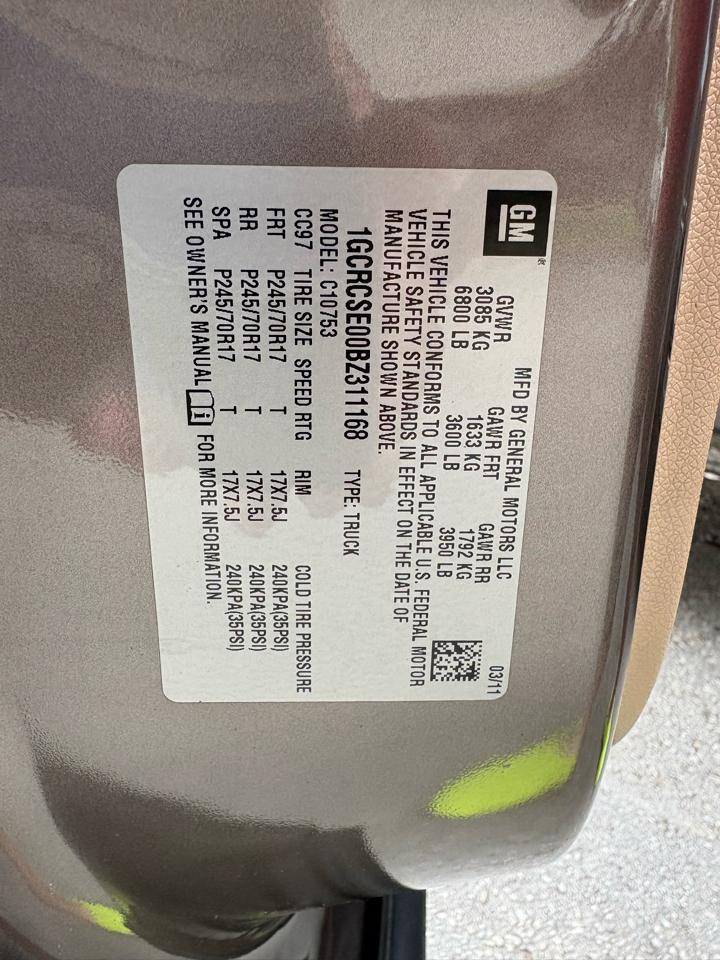 GM
MFD BY GENERAL MOTORS LLC
03/11
GVWR GAWR FRT GAWR RR
3085 KG 1633 KG 1792 KG
6800 LB 3600 LB 3950 LB
THIS VEHICLE CONFORMS TO ALL APPLICABLE U.S. FEDERAL MOTOR
VEHICLE SAFETY STANDARDS IN EFFECT ON THE DATE OF
MANUFACTURE SHOWN ABOVE.
1GCRCSE00BZ311168 TYPE: TRUCK
MODEL: C10753
CC97 TIRE SIZE SPEED RTG RIM COLD TIRE PRESSURE
FRT P245/70R17 T 17X7.5J 240KPA(35PSI)
RR P245/70R17 T 17X7.5J 240KPA(35PSI)
SPA P245/70R17 T 17X7.5J 240KPA(35PSI)
SEE OWNER'S MANUAL i FOR MORE INFORMATION.